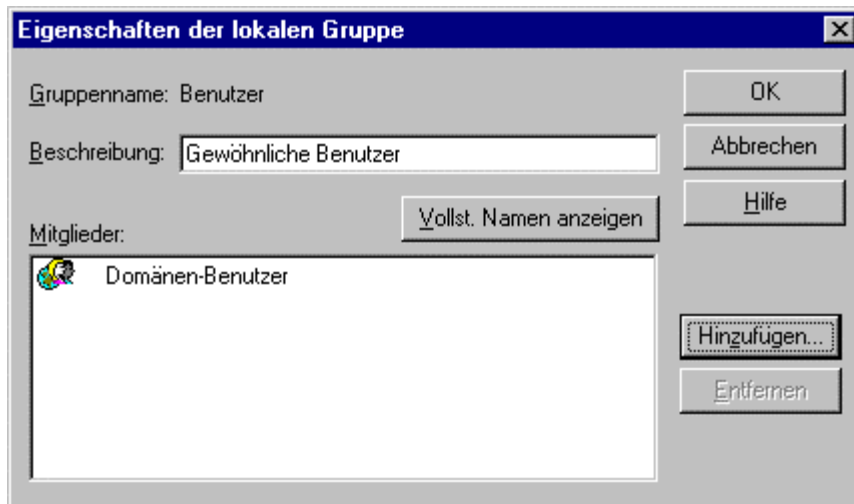 Eigenschaften der lokalen Gruppe
Gruppenname: Benutzer
OK
Beschreibung: Gewöhnliche Benutzer
Abbrechen
Vollst. Namen anzeigen
Hilfe
Mitglieder:
Domänen-Benutzer
Hinzufügen...
Entfernen